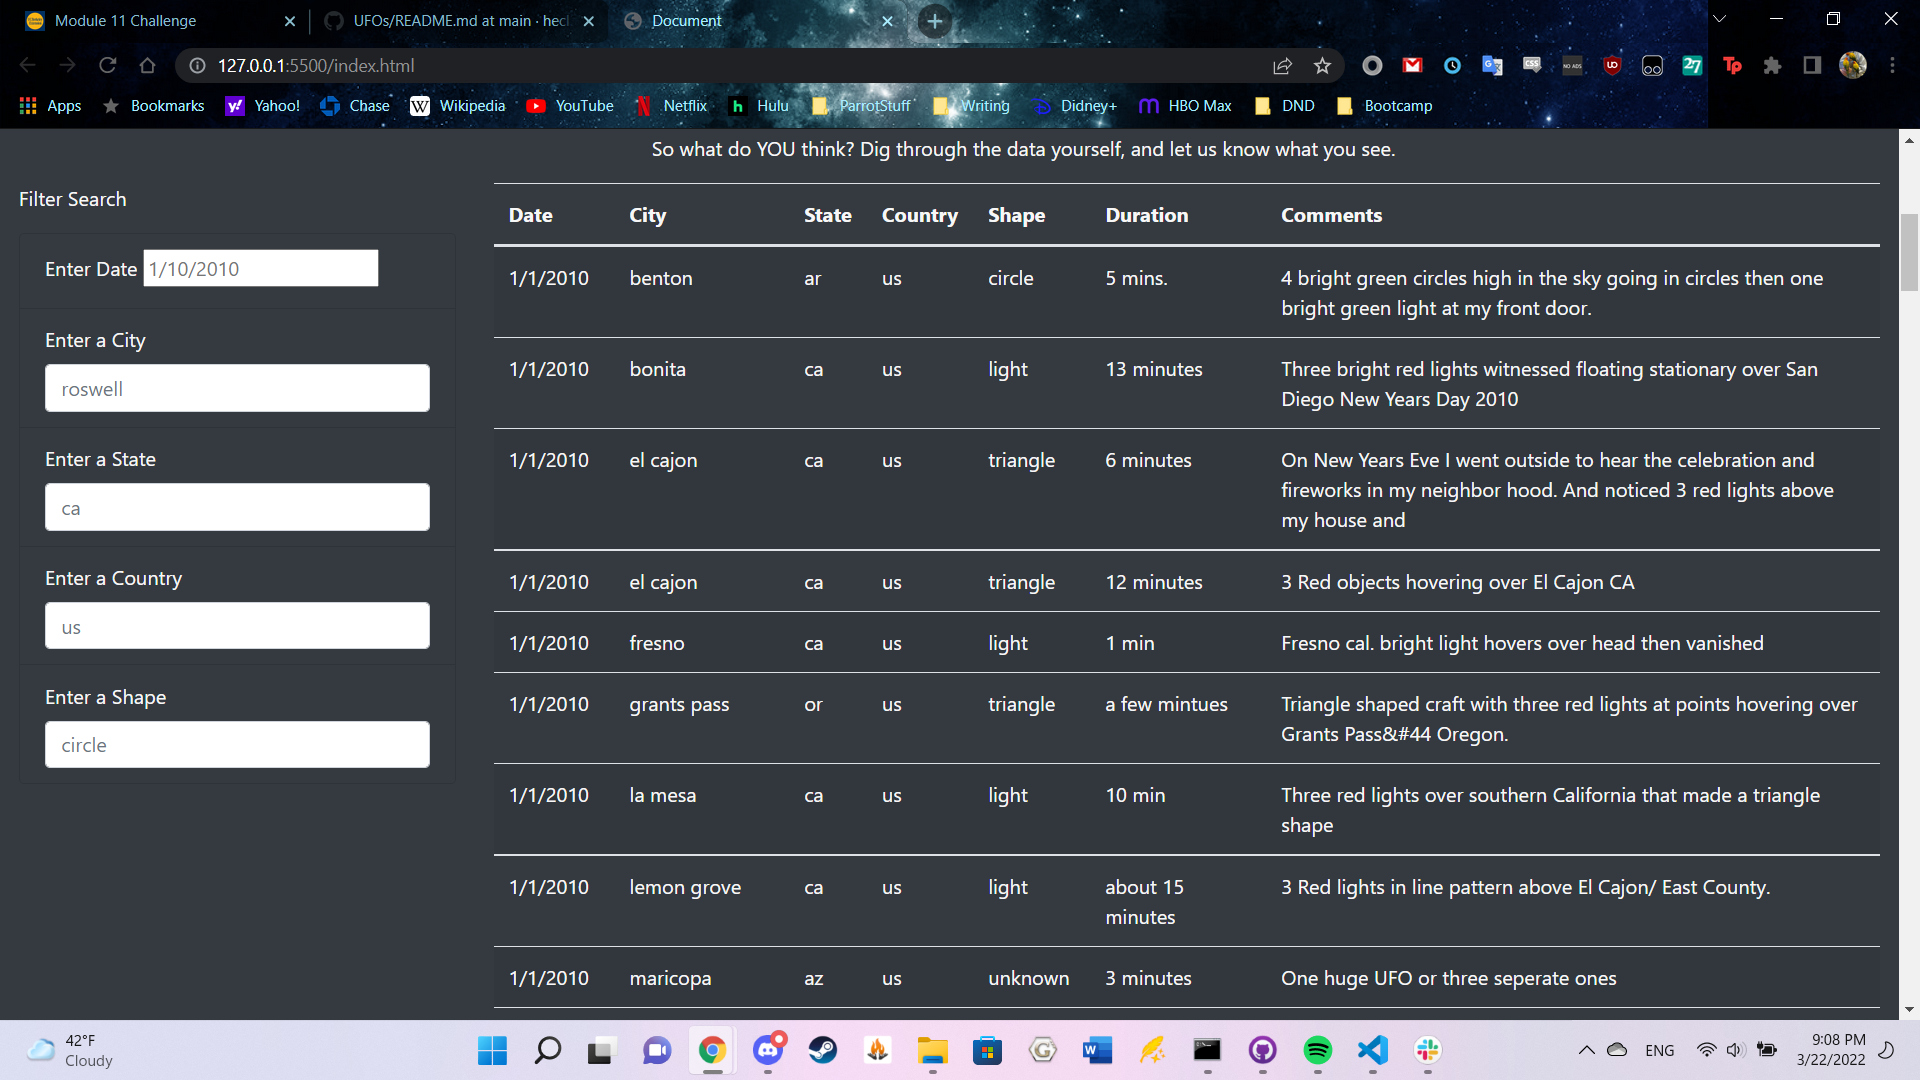 Module 11 Challenge
UFOs/README.md at main · hec
Document
127.0.0.1:5500/index.html
Apps
Bookmarks
Yahoo!
Chase
Wikipedia
YouTube
Netflix
Hulu
ParrotStuff
Writing
Didney+
HBO Max
DND
Bootcamp
So what do YOU think? Dig through the data yourself, and let us know what you see.
Filter Search
Enter Date 1/10/2010
Enter a City
roswell
Enter a State
ca
Enter a Country
us
Enter a Shape
circle
Date City State Country Shape Duration Comments
1/1/2010 benton ar us circle 5 mins. 4 bright green circles high in the sky going in circles then one
bright green light at my front door.
1/1/2010 bonita ca us light 13 minutes Three bright red lights witnessed floating stationary over San
Diego New Years Day 2010
1/1/2010 el cajon ca us triangle 6 minutes On New Years Eve I went outside to hear the celebration and
fireworks in my neighbor hood. And noticed 3 red lights above
my house and
1/1/2010 el cajon ca us triangle 12 minutes 3 Red objects hovering over El Cajon CA
1/1/2010 fresno ca us light 1 min Fresno cal. bright light hovers over head then vanished
1/1/2010 grants pass or us triangle a few mintues Triangle shaped craft with three red lights at points hovering over
Grants Pass&#44 Oregon.
1/1/2010 la mesa ca us light 10 min Three red lights over southern California that made a triangle
shape
1/1/2010 lemon grove ca us light about 15 3 Red lights in line pattern above El Cajon/ East County.
minutes
1/1/2010 maricopa az us unknown 3 minutes One huge UFO or three seperate ones
42°F
Cloudy
ENG
9:08 PM
3/22/2022